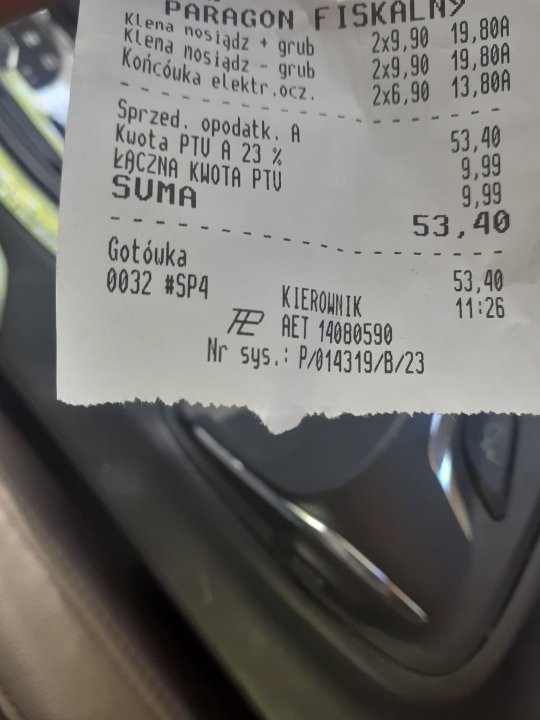 PARAGON FISKALNY
Klena nosiądz + grub 2x9,90 19,80A
Klena nosiądz - grub 2x9,90 19,80A
Końcówka elektr.ocz. 2x6,90 13,80A
Sprzed. opodatk. A 53,40
Kwota PTU A 23 % 9,99
ŁĄCZNA KWOTA PTU 9,99
SUMA 53,40
Gotówka 53,40
0032 #SP4 KIEROWNIK 11:26
AET 14080590
Nr sys.: P/014319/B/23